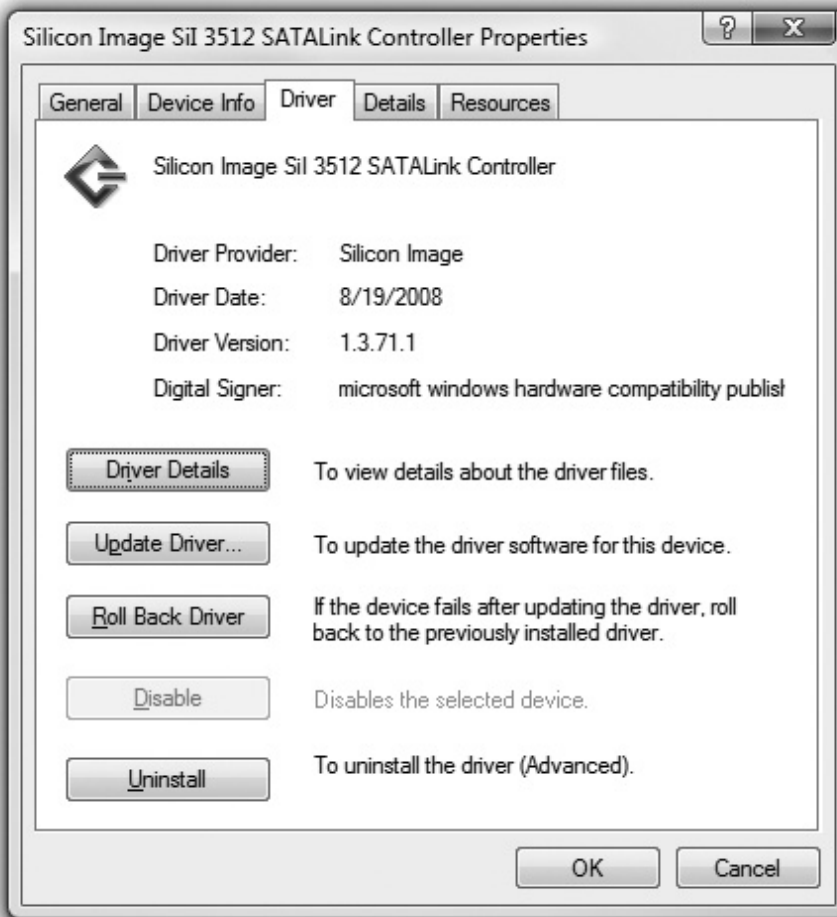 Silicon Image SiI 3512 SATALink Controller Properties
General Device Info Driver Details Resources
Silicon Image SiI 3512 SATALink Controller
Driver Provider: Silicon Image
Driver Date: 8/19/2008
Driver Version: 1.3.71.1
Digital Signer: microsoft windows hardware compatibility publish
Driver Details To view details about the driver files.
Update Driver... To update the driver software for this device.
Roll Back Driver If the device fails after updating the driver, roll
back to the previously installed driver.
Disable Disables the selected device.
Uninstall To uninstall the driver (Advanced).
OK Cancel